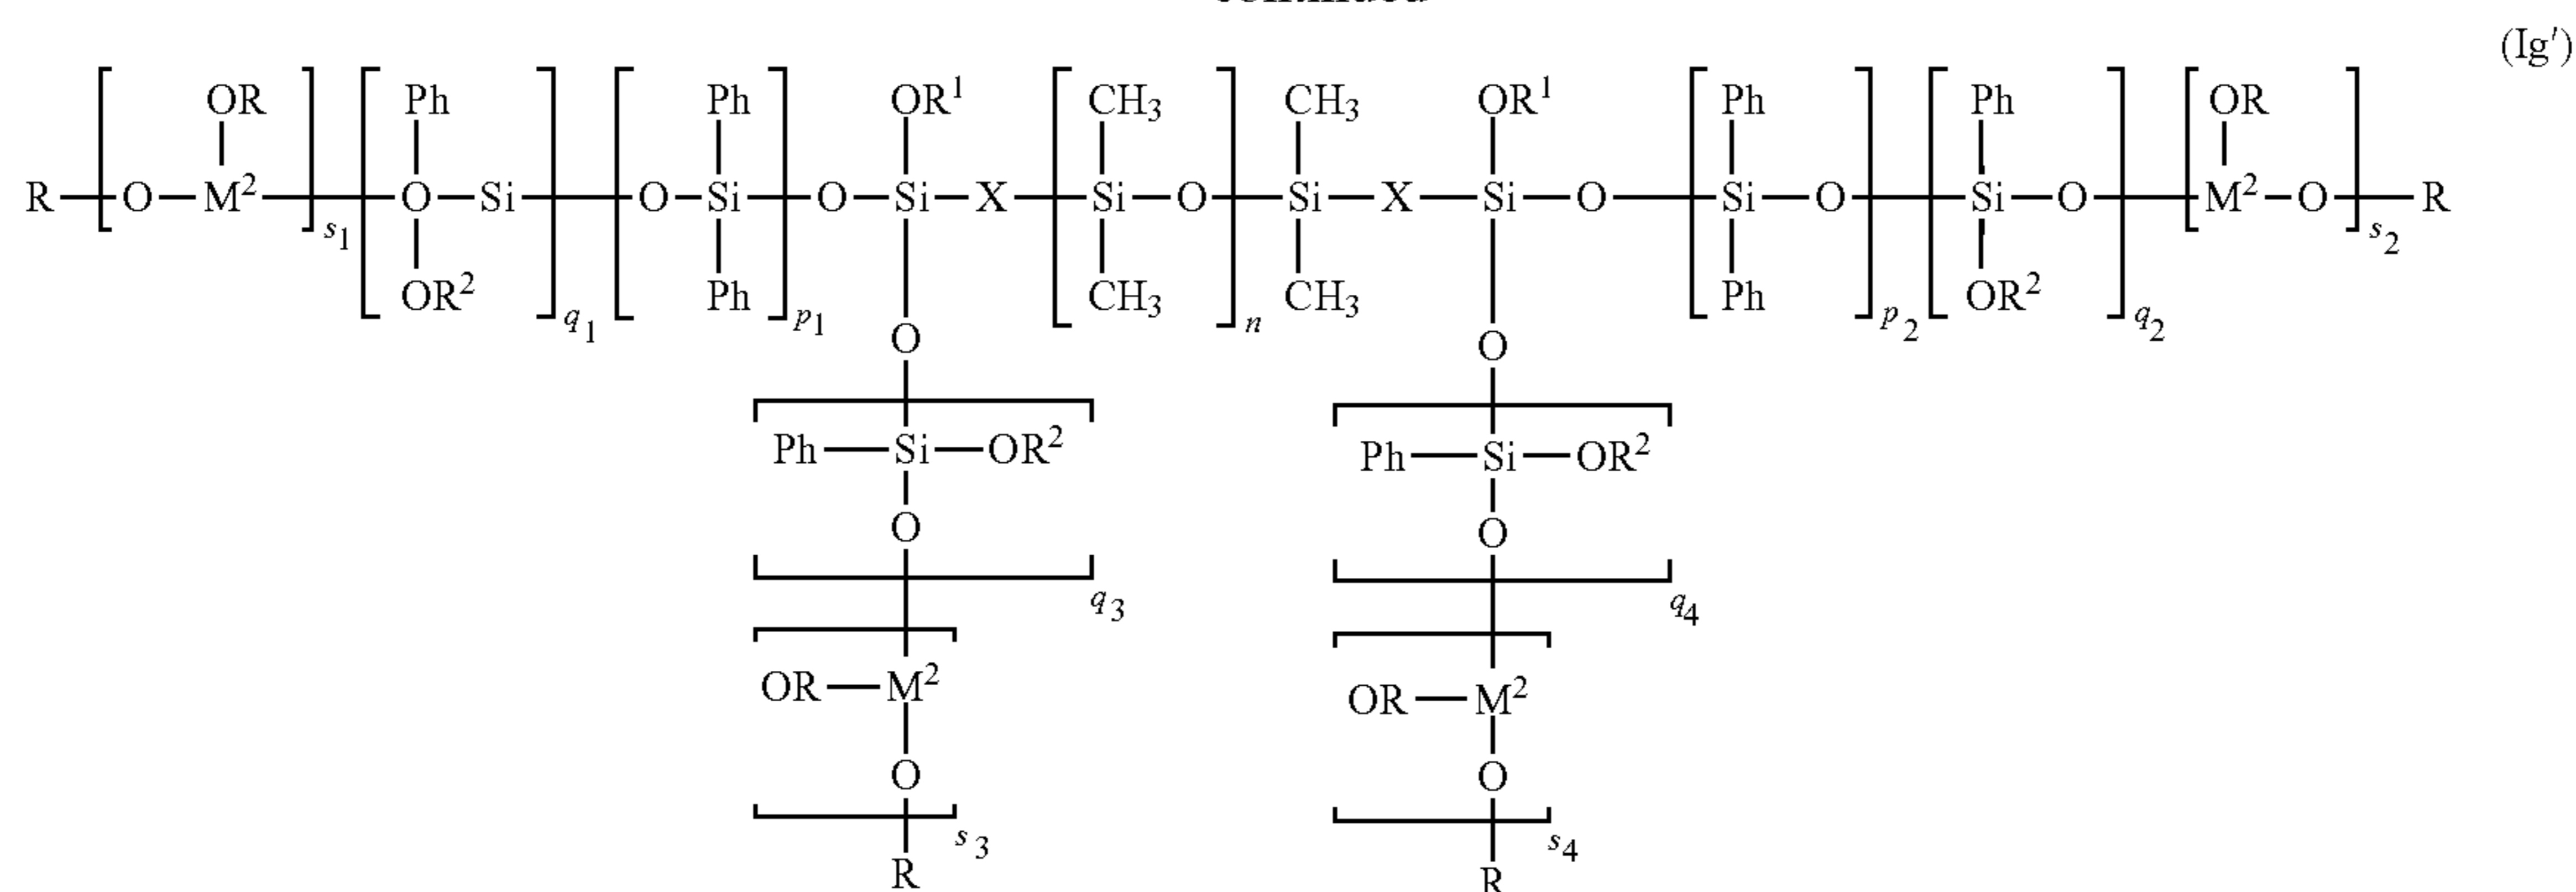 (Ig')
OR Ph Ph OR¹ CH₃ CH₃ OR¹ Ph Ph OR
R—[O—M²]s₁[O—Si]q₁[O—Si]p₁O—Si—X—[Si—O]n Si—X—Si—O—[Si—O]p₂[Si—O]q₂[M²—O]s₂—R
OR² Ph CH₃ CH₃ Ph OR²
O O
Ph—Si—OR² Ph—Si—OR²
O O
q₃ q₄
OR—M² OR—M²
O O
s₃ s₄
R R